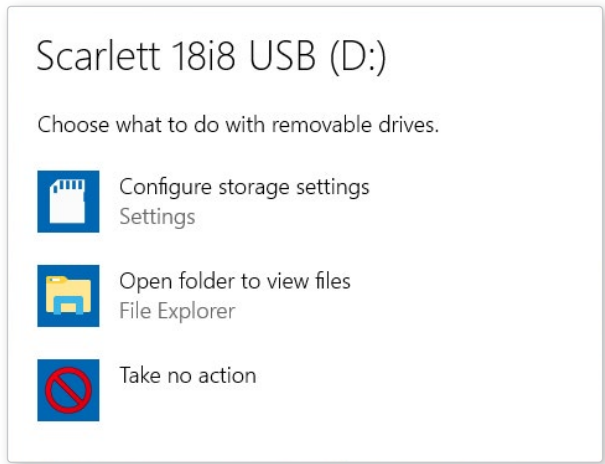 Scarlett 18i8 USB (D:)
Choose what to do with removable drives.
Configure storage settings
Settings
Open folder to view files
File Explorer
Take no action